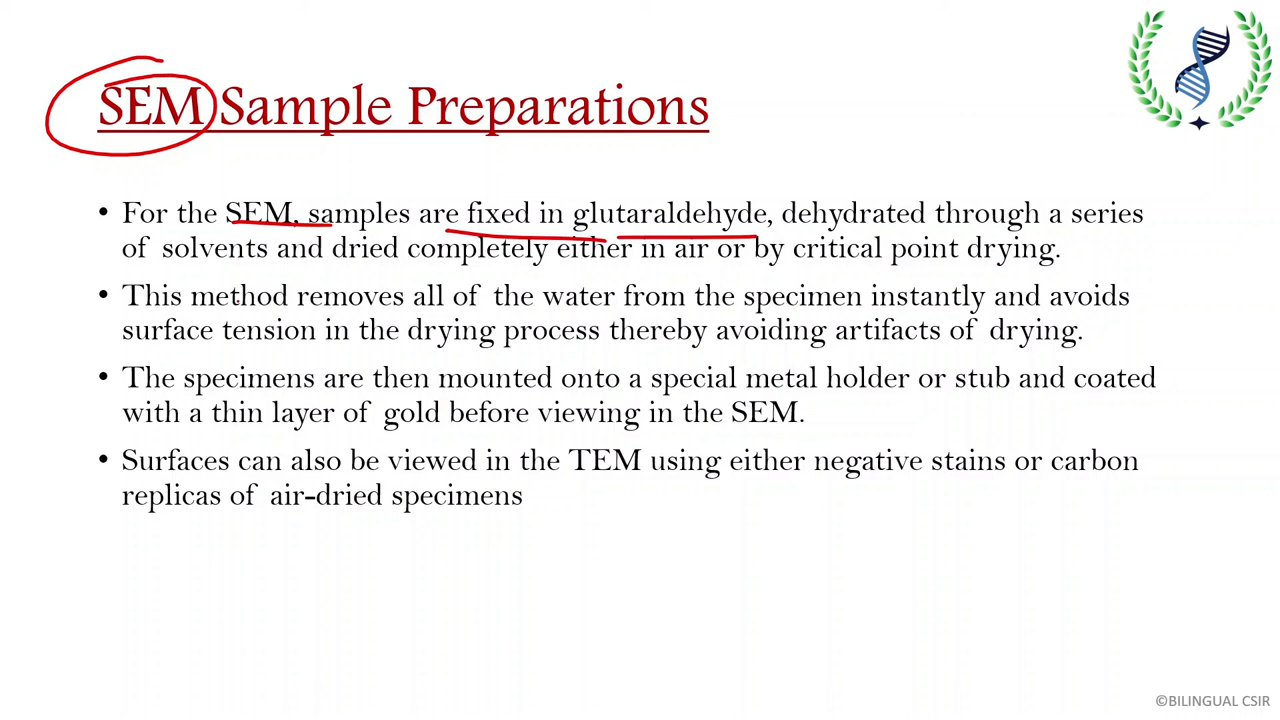 SEM Sample Preparations
• For the SEM, samples are fixed in glutaraldehyde, dehydrated through a series
of solvents and dried completely either in air or by critical point drying.
• This method removes all of the water from the specimen instantly and avoids
surface tension in the drying process thereby avoiding artifacts of drying.
• The specimens are then mounted onto a special metal holder or stub and coated
with a thin layer of gold before viewing in the SEM.
• Surfaces can also be viewed in the TEM using either negative stains or carbon
replicas of air-dried specimens
©BILINGUAL CSIR